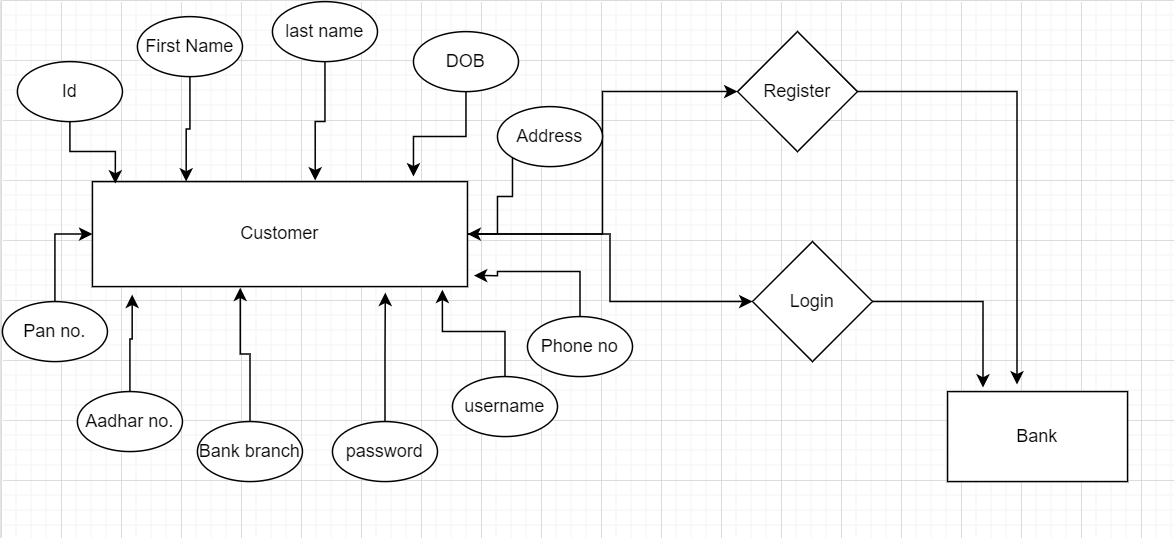 last name
First Name
DOB
Id
Register
Address
Customer
Login
Pan no.
Phone no
username
Aadhar no.
Bank branch
password
Bank